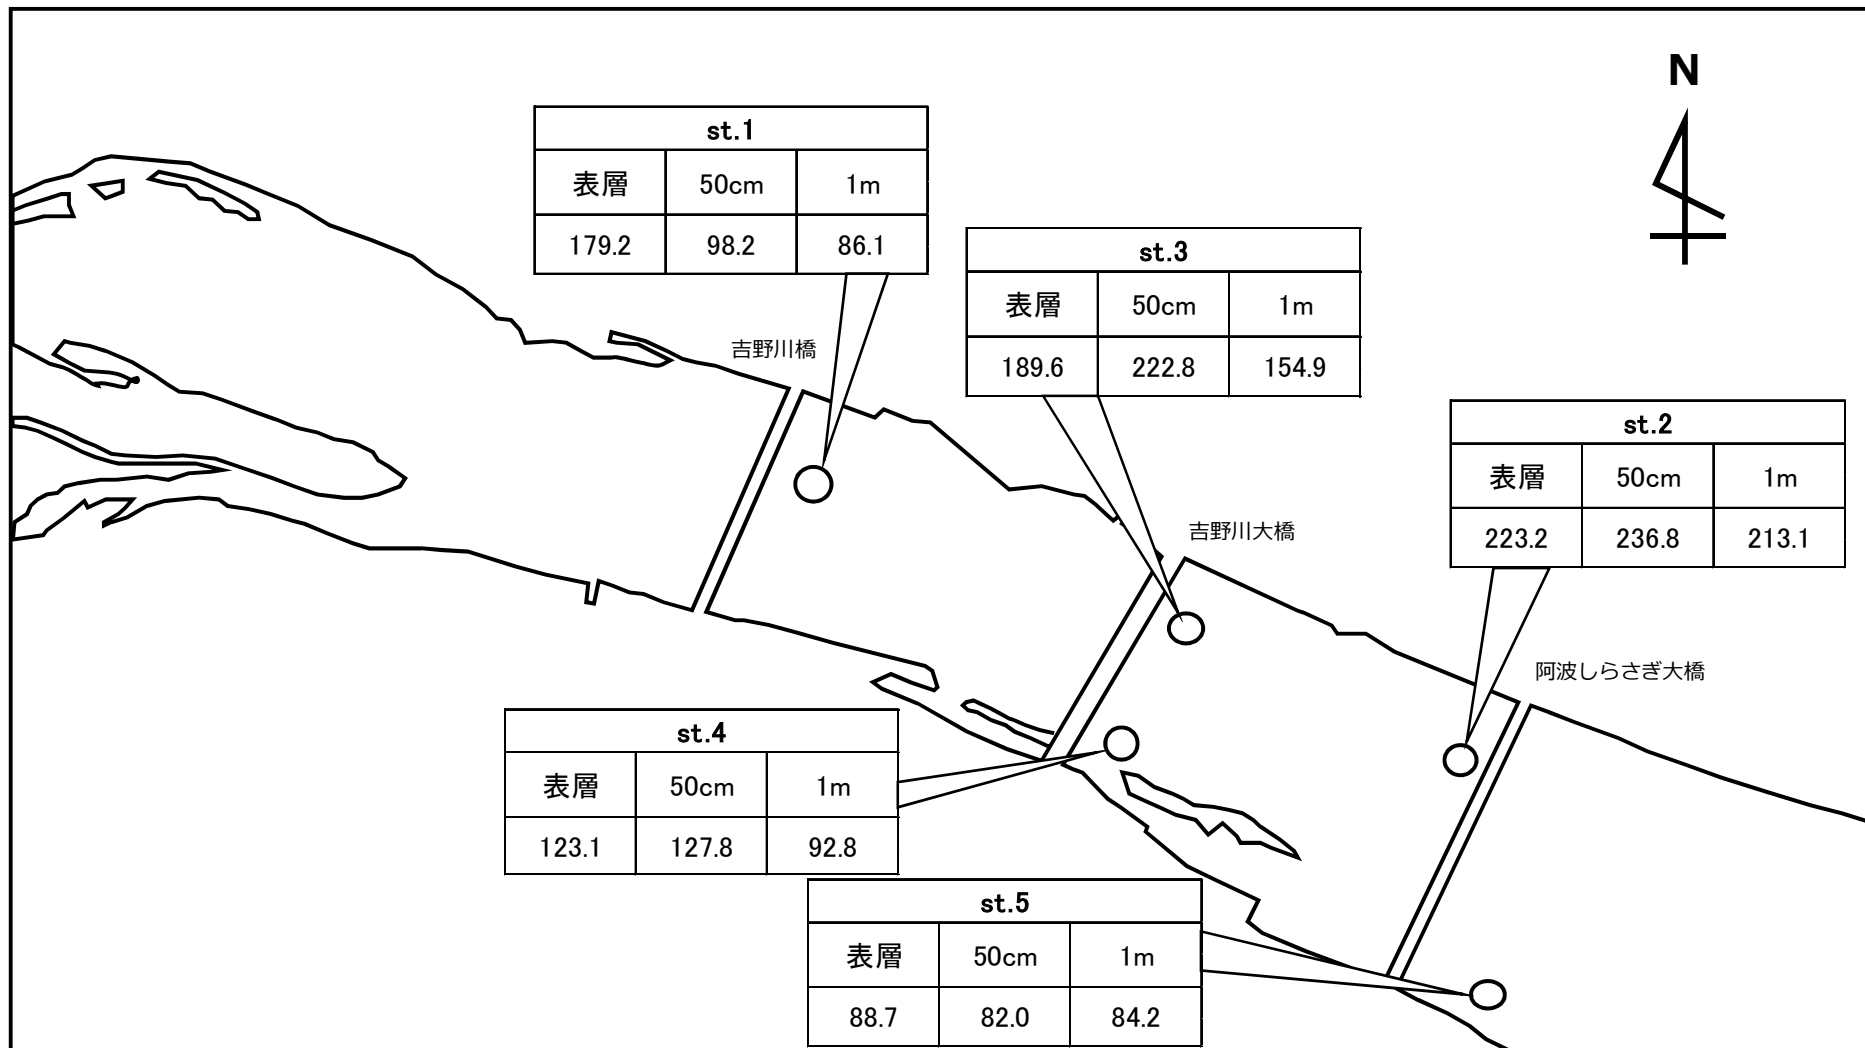 N
st.1
表層 50cm 1m
179.2 98.2 86.1
吉野川橋
st.3
表層 50cm 1m
189.6 222.8 154.9
st.2
表層 50cm 1m
223.2 236.8 213.1
吉野川大橋
阿波しらさぎ大橋
st.4
表層 50cm 1m
123.1 127.8 92.8
st.5
表層 50cm 1m
88.7 82.0 84.2